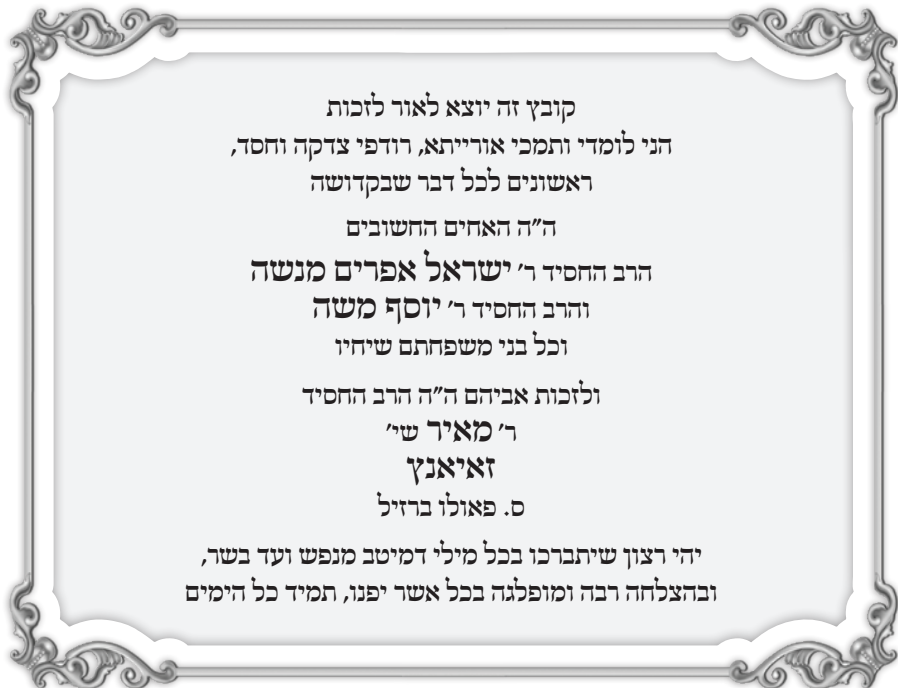 קובץ זה יוצא לאור לזכות
הני לומדי ותמכי אורייתא, רודפי צדקה וחסד,
ראשונים לכל דבר שבקדושה
ה"ה האחים החשובים
הרב החסיד ר' ישראל אפרים מנשה
והרב החסיד ר' יוסף משה
וכל בני משפחתם שיחיו
ולזכות אביהם ה"ה הרב החסיד
ר' מאיר שי'
זאיאנץ
ס. פאולו ברזיל
יהי רצון שיתברכו בכל מילי דמיטב מנפש ועד בשר,
ובהצלחה רבה ומופלגה בכל אשר יפנו, תמיד כל הימים